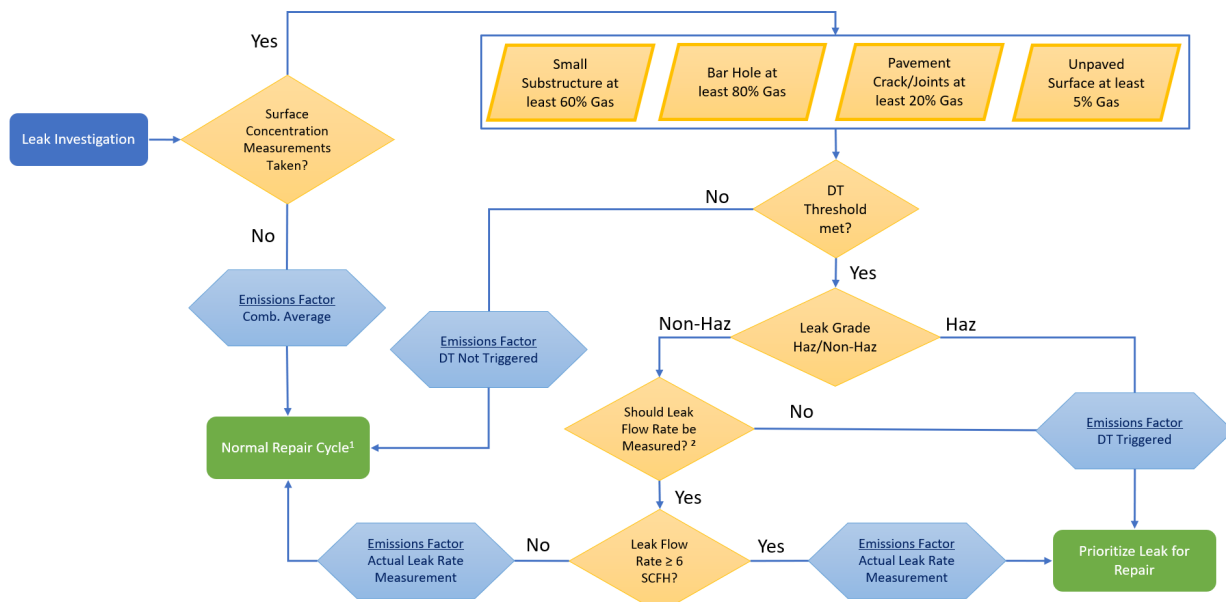 Yes
Small
Substructure at
least 60% Gas
Bar Hole at
least 80% Gas
Pavement
Crack/Joints at
least 20% Gas
Unpaved
Surface at least
5% Gas
Leak Investigation
Surface
Concentration
Measurements
Taken?
No
DT
Threshold
met?
No
Yes
Emissions Factor
Comb. Average
Emissions Factor
DT Not Triggered
Non-Haz
Leak Grade
Haz/Non-Haz
Haz
Should Leak
Flow Rate be
Measured? ²
No
Emissions Factor
DT Triggered
Normal Repair Cycle¹
Yes
Emissions Factor
Actual Leak Rate
Measurement
No
Leak Flow
Rate ≥ 6
SCFH?
Yes
Emissions Factor
Actual Leak Rate
Measurement
Prioritize Leak for
Repair